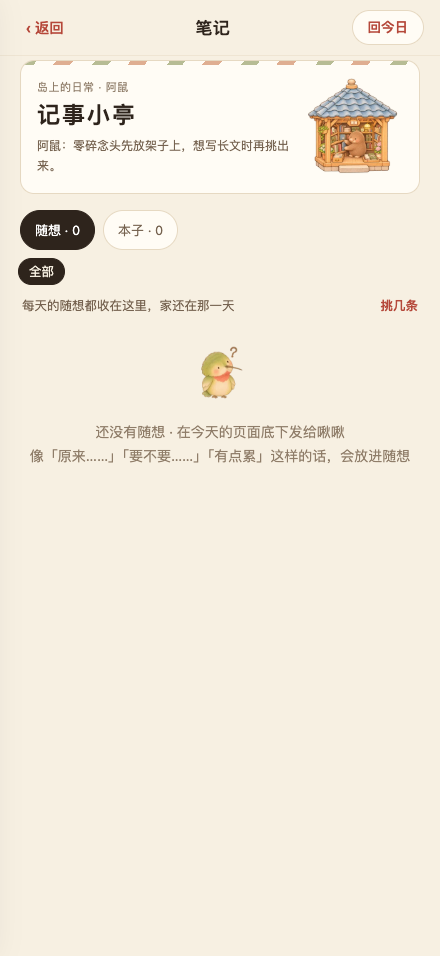 ‹ 返回
笔记
回今日
岛上的日常 · 阿鼠
记事小亭
阿鼠：零碎念头先放架子上，想写长文时再挑出
来。
随想 · 0
本子 · 0
全部
每天的随想都收在这里，家还在那一天
挑几条
?
还没有随想 · 在今天的页面底下发给啾啾
像「原来……」「要不要……」「有点累」这样的话，会放进随想